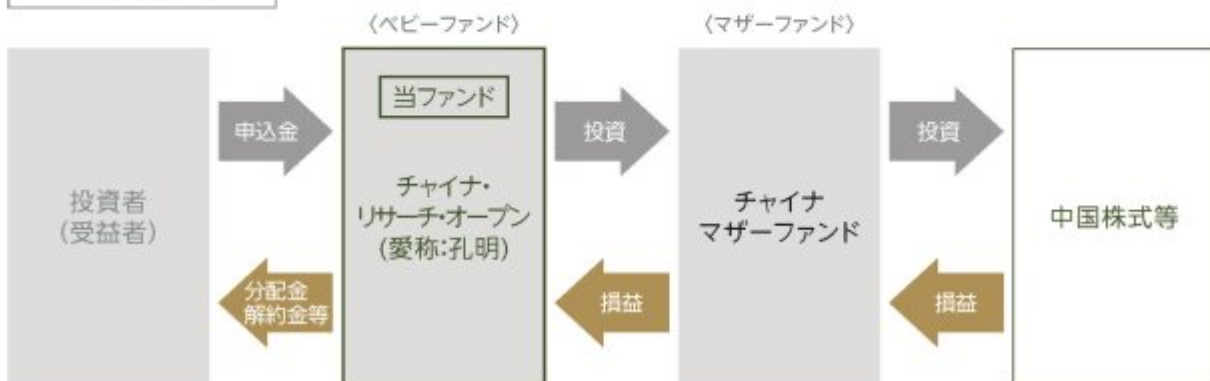 〈ベビーファンド〉
〈マザーファンド〉
投資者
(受益者)
申込金
分配金
解約金等
当ファンド
チャイナ・
リサーチ・オープン
(愛称:孔明)
投資
損益
チャイナ
マザーファンド
投資
損益
中国株式等